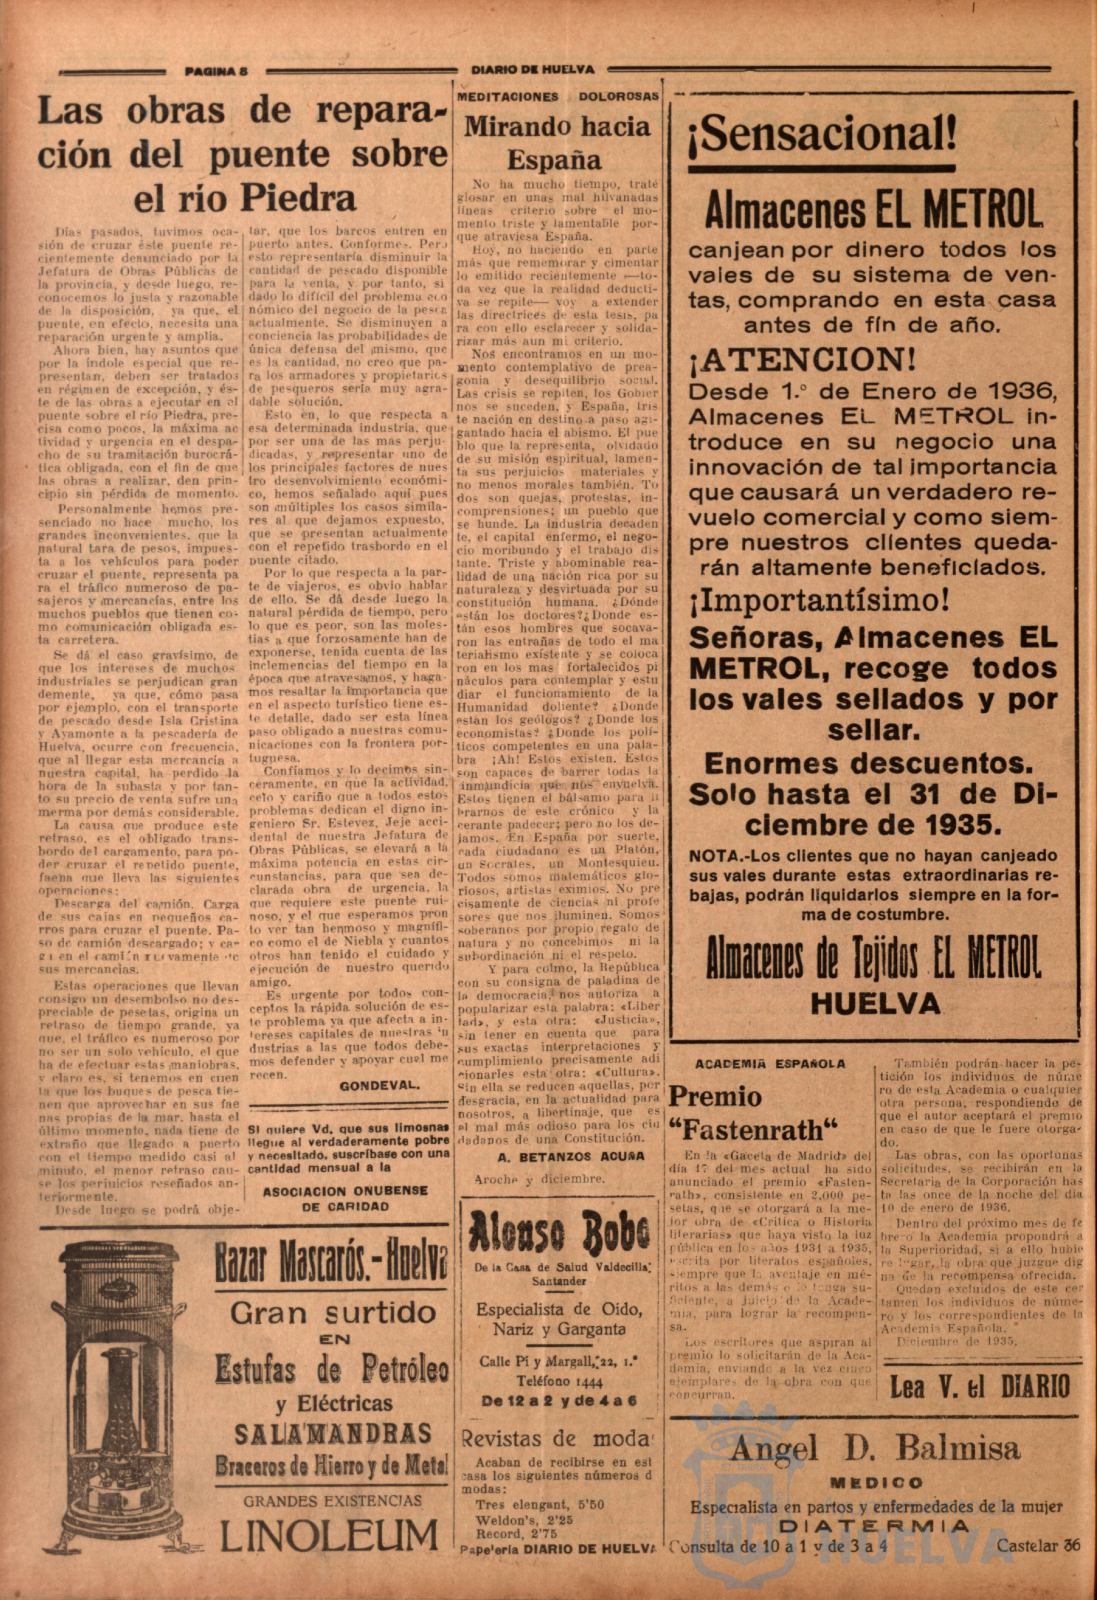 PAGINA 8
DIARIO DE HUELVA
Las obras de repara-
ción del puente sobre
el río Piedra
Días pasados, tuvimos oca-
sión de cruzar éste puente re-
cientemente denunciado por la
Jefatura de Obras Públicas de
la provincia, y desde luego, re-
conocemos lo justa y razonable
de la disposición, ya que, el
puente, en efecto, necesita una
reparación urgente y amplia.
Ahora bien, hay asuntos que
por la índole especial que re-
presentan, deben ser tratados
en régimen de excepción, y és-
te de las obras a ejecutar en el
puente sobre el río Piedra, pre-
cisa como pocos, la máxima ac
tividad y urgencia en el despa-
cho de su tramitación burocrá-
tica obligada, con el fin de que
las obras a realizar, den prin-
cipio sin pérdida de momento.
Personalmente hemos pre-
senciado no hace mucho, los
grandes inconvenientes, que la
natural tara de pesos, impues-
ta a los vehículos para poder
cruzar el puente, representa pa
ra el tráfico numeroso de pa-
sajeros y mercancías, entre los
muchos pueblos que tienen co-
mo comunicación obligada es-
ta carretera.
Se dá el caso gravísimo, de
que los intereses de muchos
industriales se perjudican gran
demente, ya que, cómo pasa
por ejemplo, con el transporte
de pescado desde Isla Cristina
y Ayamonte a la pescadería de
Huelva, ocurre con frecuencia,
que al llegar esta mercancía a
nuestra capital, ha perdido la
hora de la subasta y por tan-
to su precio de venta sufre una
merma por demás considerable.
La causa que produce este
retraso, es el obligado trans-
bordo del cargamento, para po-
der cruzar el repetido puente,
faena que lleva las siguientes
operaciones:
Descarga del camión. Carga
de sus cajas en pequeños ca-
rros para cruzar el puente. Pa-
so de camión descargado; y ca-
ga en el camión nuevamente de
sus mercancías.
Estas operaciones que llevan
consigo un desembolso no des-
preciable de pesetas, origina un
retraso de tiempo grande, ya
que, el tráfico es numeroso por
no ser un solo vehículo, el que
ha de efectuar estas maniobras,
y claro es, si tenemos en cuen
ta que los buques de pesca tie-
nen que aprovechar en sus fae
nas propias de la mar, hasta el
último momento, nada tiene de
extraño que llegado a puerto
con el tiempo medido casi al
minuto, el menor retraso cau-
se los perjuicios reseñados an-
teriormente.
Desde luego se podrá obje-
tar, que los barcos entren en
puerto antes. Conforme. Pero
esto representaría disminuir la
cantidad de pescado disponible
para la venta, y por tanto, si
dado lo difícil del problema eco
nómico del negocio de la pesca
actualmente. Se disminuyen a
conciencia las probabilidades de
única defensa del mismo, que
es la cantidad, no creo que pa-
ra los armadores y propietarios
de pesqueros sería muy agra-
dable solución.
Esto en, lo que respecta a
esa determinada industria, que
por ser una de las mas perju-
dicadas, y representar uno de
los principales factores de nues
tro desenvolvimiento económi-
co, hemos señalado aquí pues
son múltiples los casos simila-
res al que dejamos expuesto,
que se presentan actualmente
con el repetido trasbordo en el
puente citado.
Por lo que respecta a la par-
te de viajeros, es obvio hablar
de ello. Se dá desde luego la
natural pérdida de tiempo, pero
lo que es peor, son las moles-
tias a que forzosamente han de
exponerse, tenida cuenta de las
inclemencias del tiempo en la
época que atravesamos, y haga-
mos resaltar la importancia que
en el aspecto turístico tiene es-
te detalle, dado ser esta línea
paso obligado a nuestras comu-
nicaciones con la frontera por-
tuguesa.
Confiamos y lo decimos sin-
ceramente, en que la actividad,
celo y cariño que a todos estos
problemas dedican el digno in-
geniero Sr. Estevez, Jeje acci-
dental de nuestra Jefatura de
Obras Públicas, se elevará a la
máxima potencia en estas cir-
cunstancias, para que sea de-
clarada obra de urgencia, la
que requiere este puente rui-
noso, y el que esperamos pron
to ver tan hermoso y magnífi-
co como el de Niebla y cuantos
otros han tenido el cuidado y
ejecución de nuestro querido
amigo.
Es urgente por todos con-
ceptos la rápida solución de es-
te problema ya que afecta a in-
tereses capitales de nuestras in
dustrias a las que todos debe-
mos defender y apoyar cual me
recen.
GONDEVAL.
Si quiere Vd. que sus limosnas
llegue al verdaderamente pobre
y necesitado, suscríbase con una
cantidad mensual a la
ASOCIACION ONUBENSE
DE CARIDAD
Bazar Mascarós.-Huelva
Gran surtido
EN
Estufas de Petróleo
y Eléctricas
SALAMANDRAS
Braceros de Hierro y de Metal
GRANDES EXISTENCIAS
LINOLEUM
MEDITACIONES DOLOROSAS
Mirando hacia
España
No ha mucho tiempo, traté
glosar en unas mal hilvanadas
líneas criterio sobre el mo-
mento triste y lamentable por-
que atraviesa España.
Hoy, no haciendo en parte
más que rememorar y cimentar
lo emitido recientemente —to-
da vez que la realidad deducti-
va se repite— voy a extender
las directrices de esta tesis, pa
ra con ello esclarecer y solida-
rizar más aun mi criterio.
Nos encontramos en un mo-
mento contemplativo de prea-
gonia y desequilibrio social.
Las crisis se repiten, los Gobier
nos se suceden, y España, tris
te nación en destino a paso agi-
gantado hacia el abismo. El pue
blo que la representa, olvidado
de su misión espiritual, lamen-
ta sus perjuicios materiales y
no menos morales también. To
dos son quejas, protestas, in-
comprensiones; un pueblo que
se hunde. La industria decaden
te, el capital enfermo, el nego-
cio moribundo y el trabajo dis
tante. Triste y abominable rea-
lidad de una nación rica por su
naturaleza y desvirtuada por su
constitución humana. ¿Dónde
están los doctores?¿Donde es-
tán esos hombres que socava-
ron las entrañas de todo el ma
terialismo existente y se coloca
ron en los mas fortalecidos pi
náculos para contemplar y estu
diar el funcionamiento de la
Humanidad doliente? ¿Donde
están los geólogos? ¿Donde los
economistas? ¿Donde los polí-
ticos competentes en una pala-
bra ¡Ah! Estos existen. Estos
son capaces de barrer todas la
inmundicia que nos envuelva.
Estos tienen el bálsamo para li
brarnos de este crónico y la
cerante padecer; pero no los de-
jamos. En España por suerte,
cada ciudadano es un Platón,
un Sócrates, un Montesquieu.
Todos somos matemáticos glo-
riosos, artistas eximios. No pre
cisamente de ciencias ni profe
sores que nos iluminen. Somos
soberanos por propio regalo de
natura y no concebimos ni la
subordinación ni el respeto.
Y para colmo, la República
con su consigna de paladina de
la democracia, nos autoriza a
popularizar esta palabra: «Liber
tad», y esta otra: «Justicia»,
sin tener en cuenta que para
sus exactas interpretaciones y
cumplimiento precisamente adi
cionarles esta otra: «Cultura».
Sin ella se reducen aquellas, por
desgracia, en la actualidad para
nosotros, a libertinaje, que es
el mal más odioso para los ciu
dadanos de una Constitución.
A. BETANZOS ACUÑA
Aroche y diciembre.
Alonso Bobo
De la Casa de Salud Valdecilla,
Santander
Especialista de Oido,
Nariz y Garganta
Calle Pí y Margall, 22, 1.º
Teléfono 1444
De 12 a 2 y de 4 a 6
Revistas de moda
Acaban de recibirse en est
casa los siguientes números d
modas:
Tres elengant, 5'50
Weldon's, 2'25
Record, 2'75
Papelería DIARIO DE HUELVA
¡Sensacional!
Almacenes EL METROL
canjean por dinero todos los
vales de su sistema de ven-
tas, comprando en esta casa
antes de fín de año.
¡ATENCION!
Desde 1.º de Enero de 1936,
Almacenes EL METROL in-
troduce en su negocio una
innovación de tal importancia
que causará un verdadero re-
vuelo comercial y como siem-
pre nuestros clientes queda-
rán altamente beneficlados.
¡Importantísimo!
Señoras, Almacenes EL
METROL, recoge todos
los vales sellados y por
sellar.
Enormes descuentos.
Solo hasta el 31 de Di-
ciembre de 1935.
NOTA.-Los clientes que no hayan canjeado
sus vales durante estas extraordinarias re-
bajas, podrán liquidarlos siempre en la for-
ma de costumbre.
Almacenes de Tejidos EL METROL
HUELVA
ACADEMIA ESPAÑOLA
Premio
"Fastenrath"
En la «Gaceta de Madrid» del
día 17 del mes actual ha sido
anunciado el premio «Fasten-
rath», consistente en 2.000 pe-
setas, que se otorgará a la me-
jor obra de «Crítica o Historia
literarias» que haya visto la luz
pública en los años 1931 a 1935,
escrita por literatos españoles,
siempre que la aventaje en mé-
ritos a las demás o lo tenga su-
ficiente, a juicio de la Acade-
mia, para lograr la recompen-
sa.
Los escritores que aspiran al
premio lo solicitarán de la Aca-
demia, enviando a la vez cinco
ejemplares de la obra con que
concurran.
También podrán hacer la pe-
tición los individuos de núme-
ro de esta Academia o cualquier
otra persona, respondiendo de
que el autor aceptará el premio
en caso de que le fuere otorga-
do.
Las obras, con las oportunas
solicitudes, se recibirán en la
Secretaría de la Corporación has
ta las once de la noche del día
10 de enero de 1936.
Dentro del próximo mes de fe
brero la Academia propondrá a
la Superioridad, si a ello hubie
re lugar, la obra que juzgue dig
na de la recompensa ofrecida.
Quedan excluídos de este cer
tamen los individuos de núme-
ro y los correspondientes de la
Academia Española.
Diciembre de 1935.
Lea V. el DIARIO
Angel D. Balmisa
MEDICO
Especialista en partos y enfermedades de la mujer
DIATERMIA
Consulta de 10 a 1 y de 3 a 4 Castelar 36
HUELVA